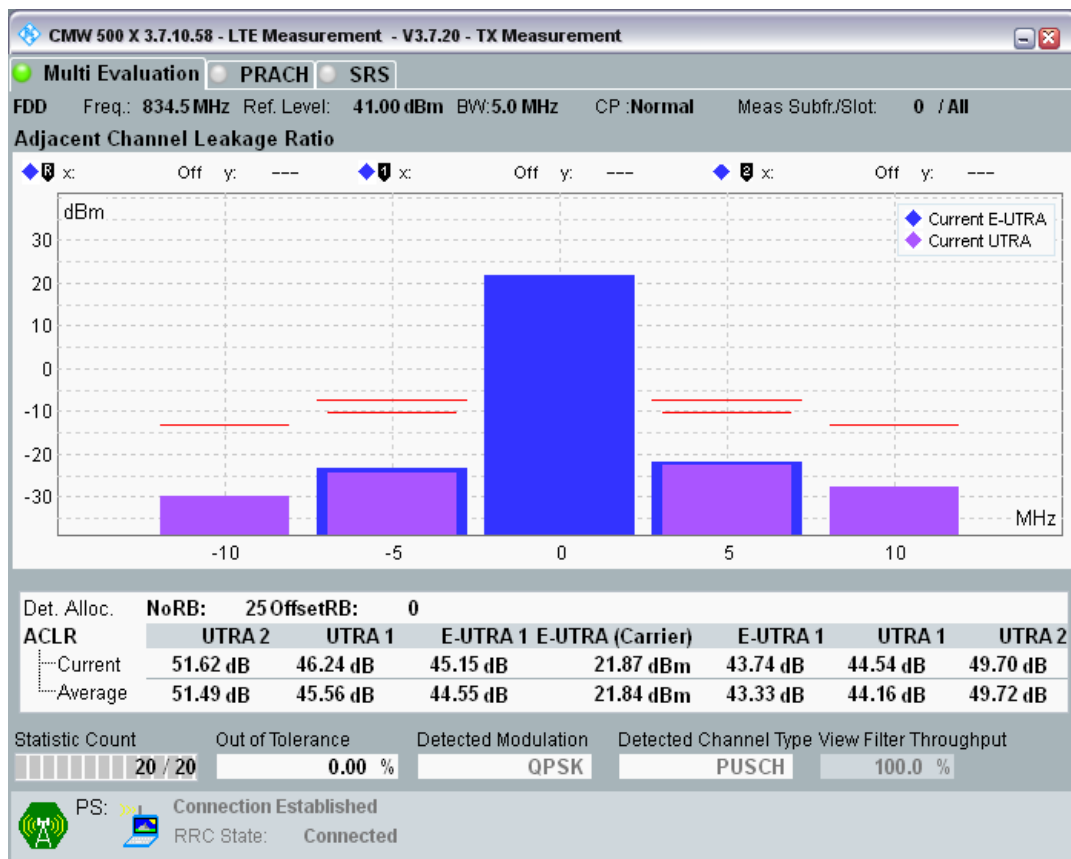 CMW 500 X 3.7.10.58 - LTE Measurement - V3.7.20 - TX Measurement
Multi Evaluation PRACH SRS
FDD Freq.: 834.5 MHz Ref. Level: 41.00 dBm BW:5.0 MHz CP :Normal Meas Subfr./Slot: 0 / All
Adjacent Channel Leakage Ratio
R x: Off y: --- 1 x: Off y: --- 2 x: Off y: ---
dBm
Current E-UTRA
Current UTRA
30
20
10
0
-10
-20
-30
MHz
-10 -5 0 5 10
Det. Alloc. NoRB: 25 OffsetRB: 0
ACLR UTRA 2 UTRA 1 E-UTRA 1 E-UTRA (Carrier) E-UTRA 1 UTRA 1 UTRA 2
Current 51.62 dB 46.24 dB 45.15 dB 21.87 dBm 43.74 dB 44.54 dB 49.70 dB
Average 51.49 dB 45.56 dB 44.55 dB 21.84 dBm 43.33 dB 44.16 dB 49.72 dB
Statistic Count Out of Tolerance Detected Modulation Detected Channel Type View Filter Throughput
20 / 20 0.00 % QPSK PUSCH 100.0 %
PS: Connection Established
RRC State: Connected